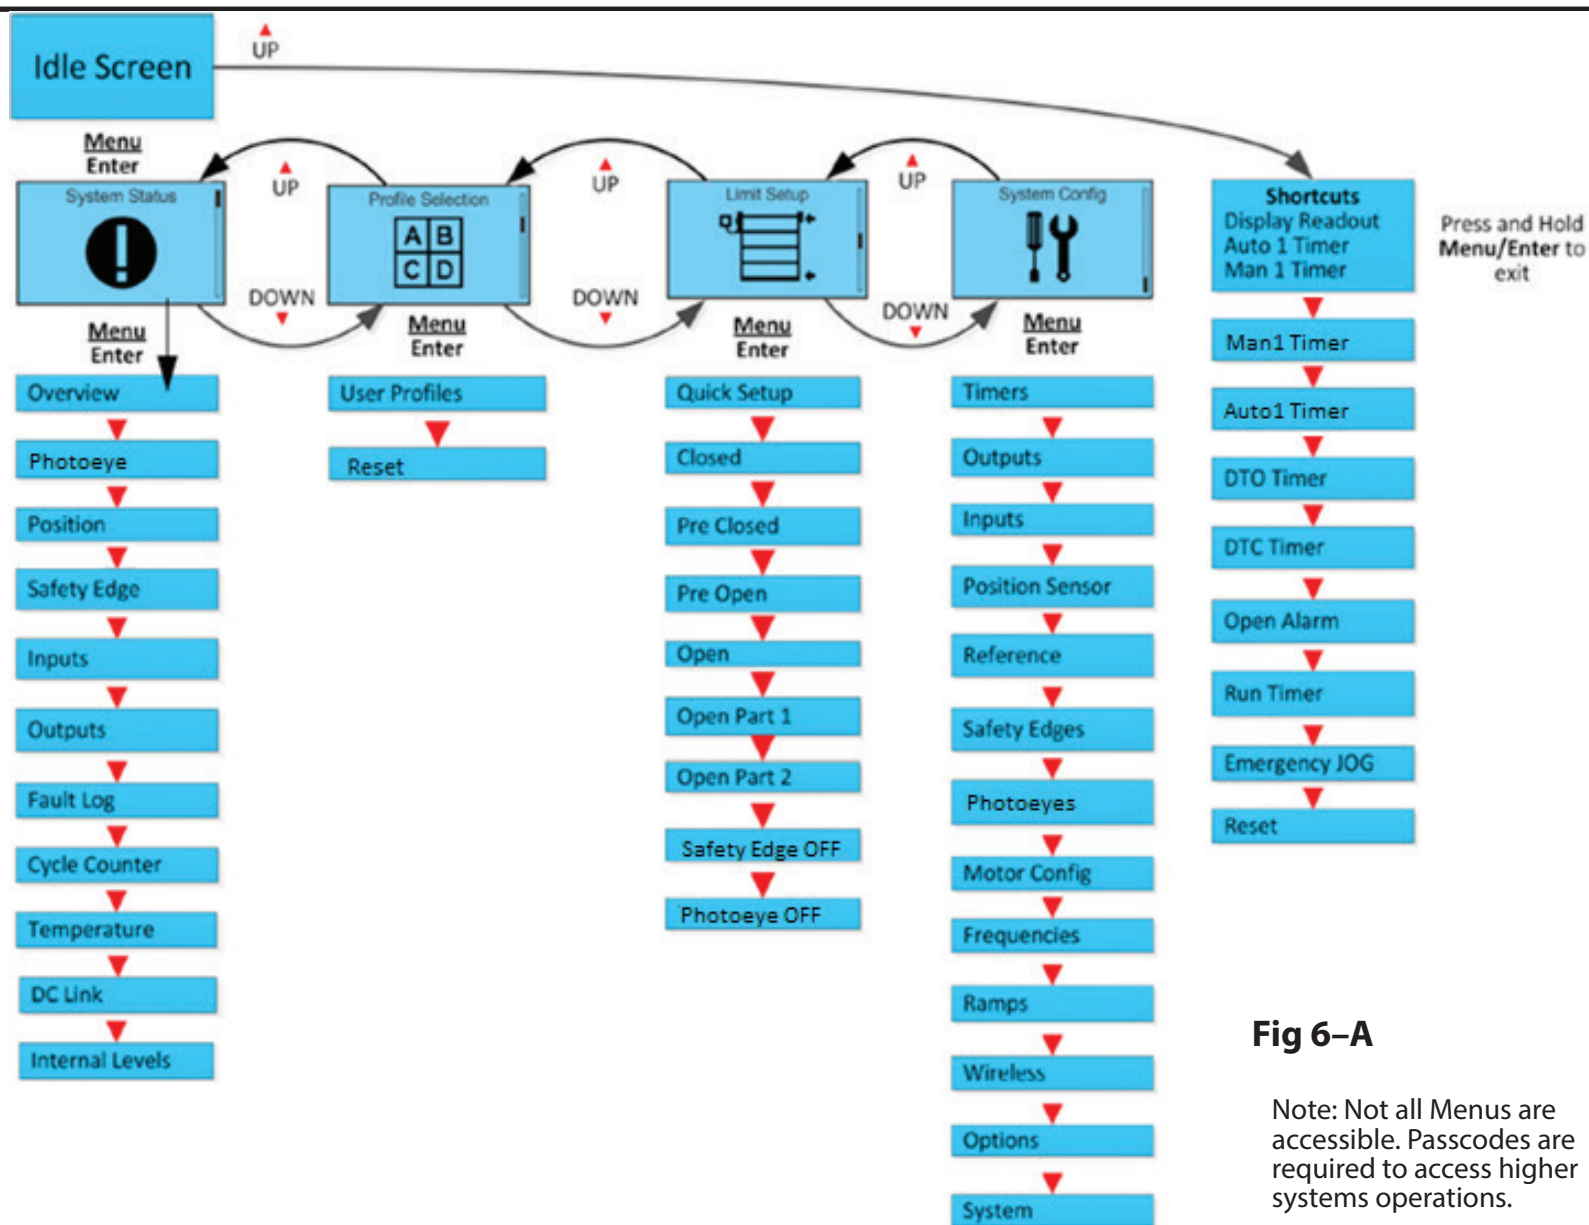 Idle Screen
UP
Menu
Enter
System Status
UP
DOWN
Profile Selection
A B
C D
UP
DOWN
Limit Setup
UP
DOWN
System Config
Menu
Enter
Overview
Photoeye
Position
Safety Edge
Inputs
Outputs
Fault Log
Cycle Counter
Temperature
DC Link
Internal Levels
Menu
Enter
User Profiles
Reset
Menu
Enter
Quick Setup
Closed
Pre Closed
Pre Open
Open
Open Part 1
Open Part 2
Safety Edge OFF
Photoeye OFF
Menu
Enter
Timers
Outputs
Inputs
Position Sensor
Reference
Safety Edges
Photoeyes
Motor Config
Frequencies
Ramps
Wireless
Options
System
Shortcuts
Display Readout
Auto 1 Timer
Man 1 Timer
Man1 Timer
Auto1 Timer
DTO Timer
DTC Timer
Open Alarm
Run Timer
Emergency JOG
Reset
Press and Hold
Menu/Enter to
exit
Fig 6–A
Note: Not all Menus are
accessible. Passcodes are
required to access higher
systems operations.